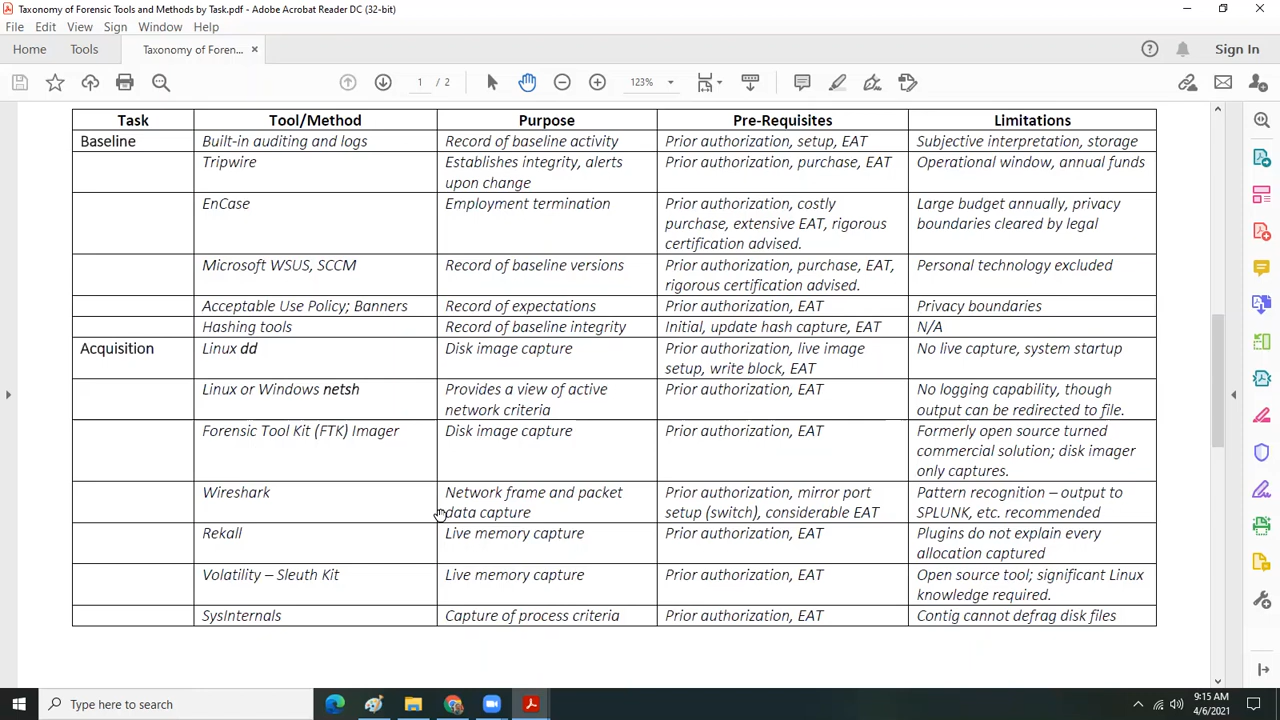 Taxonomy of Forensic Tools and Methods by Task.pdf - Adobe Acrobat Reader DC (32-bit)
File Edit View Sign Window Help
Home Tools Taxonomy of Foren... × Sign In
1 / 2 123%
Task Tool/Method Purpose Pre-Requisites Limitations
Baseline Built-in auditing and logs Record of baseline activity Prior authorization, setup, EAT Subjective interpretation, storage
Tripwire Establishes integrity, alerts Prior authorization, purchase, EAT Operational window, annual funds
upon change
EnCase Employment termination Prior authorization, costly Large budget annually, privacy
purchase, extensive EAT, rigorous boundaries cleared by legal
certification advised.
Microsoft WSUS, SCCM Record of baseline versions Prior authorization, purchase, EAT, Personal technology excluded
rigorous certification advised.
Acceptable Use Policy; Banners Record of expectations Prior authorization, EAT Privacy boundaries
Hashing tools Record of baseline integrity Initial, update hash capture, EAT N/A
Acquisition Linux dd Disk image capture Prior authorization, live image No live capture, system startup
setup, write block, EAT
Linux or Windows netsh Provides a view of active Prior authorization, EAT No logging capability, though
network criteria output can be redirected to file.
Forensic Tool Kit (FTK) Imager Disk image capture Prior authorization, EAT Formerly open source turned
commercial solution; disk imager
only captures.
Wireshark Network frame and packet Prior authorization, mirror port Pattern recognition – output to
data capture setup (switch), considerable EAT SPLUNK, etc. recommended
Rekall Live memory capture Prior authorization, EAT Plugins do not explain every
allocation captured
Volatility – Sleuth Kit Live memory capture Prior authorization, EAT Open source tool; significant Linux
knowledge required.
SysInternals Capture of process criteria Prior authorization, EAT Contig cannot defrag disk files
Type here to search 9:15 AM
4/6/2021